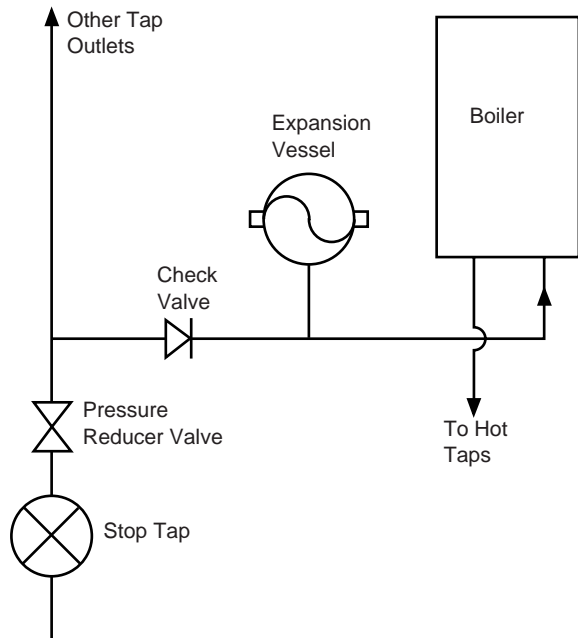 Other Tap
Outlets
Boiler
Expansion
Vessel
Check
Valve
Pressure
Reducer Valve
To Hot
Taps
Stop Tap